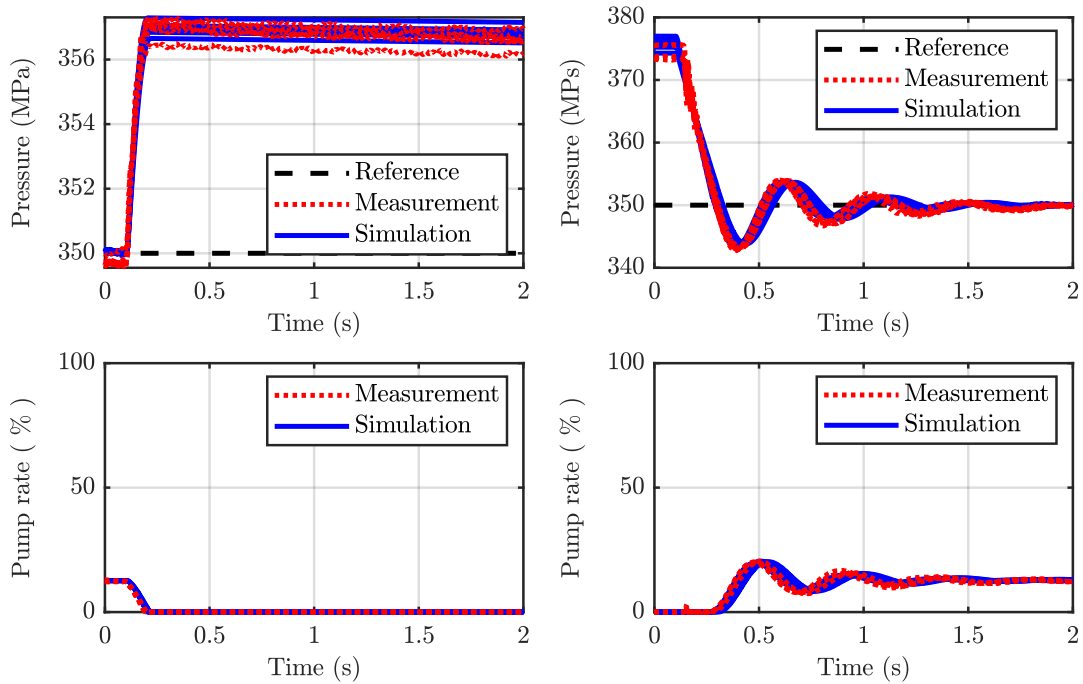 356
354
352
350
Pressure (MPa)
Reference
Measurement
Simulation
0
0.5
1
1.5
2
Time (s)
380
370
360
350
340
Pressure (MPs)
Reference
Measurement
Simulation
0
0.5
1
1.5
2
Time (s)
100
50
0
Pump rate ( % )
Measurement
Simulation
0
0.5
1
1.5
2
Time (s)
100
50
0
Pump rate ( % )
Measurement
Simulation
0
0.5
1
1.5
2
Time (s)